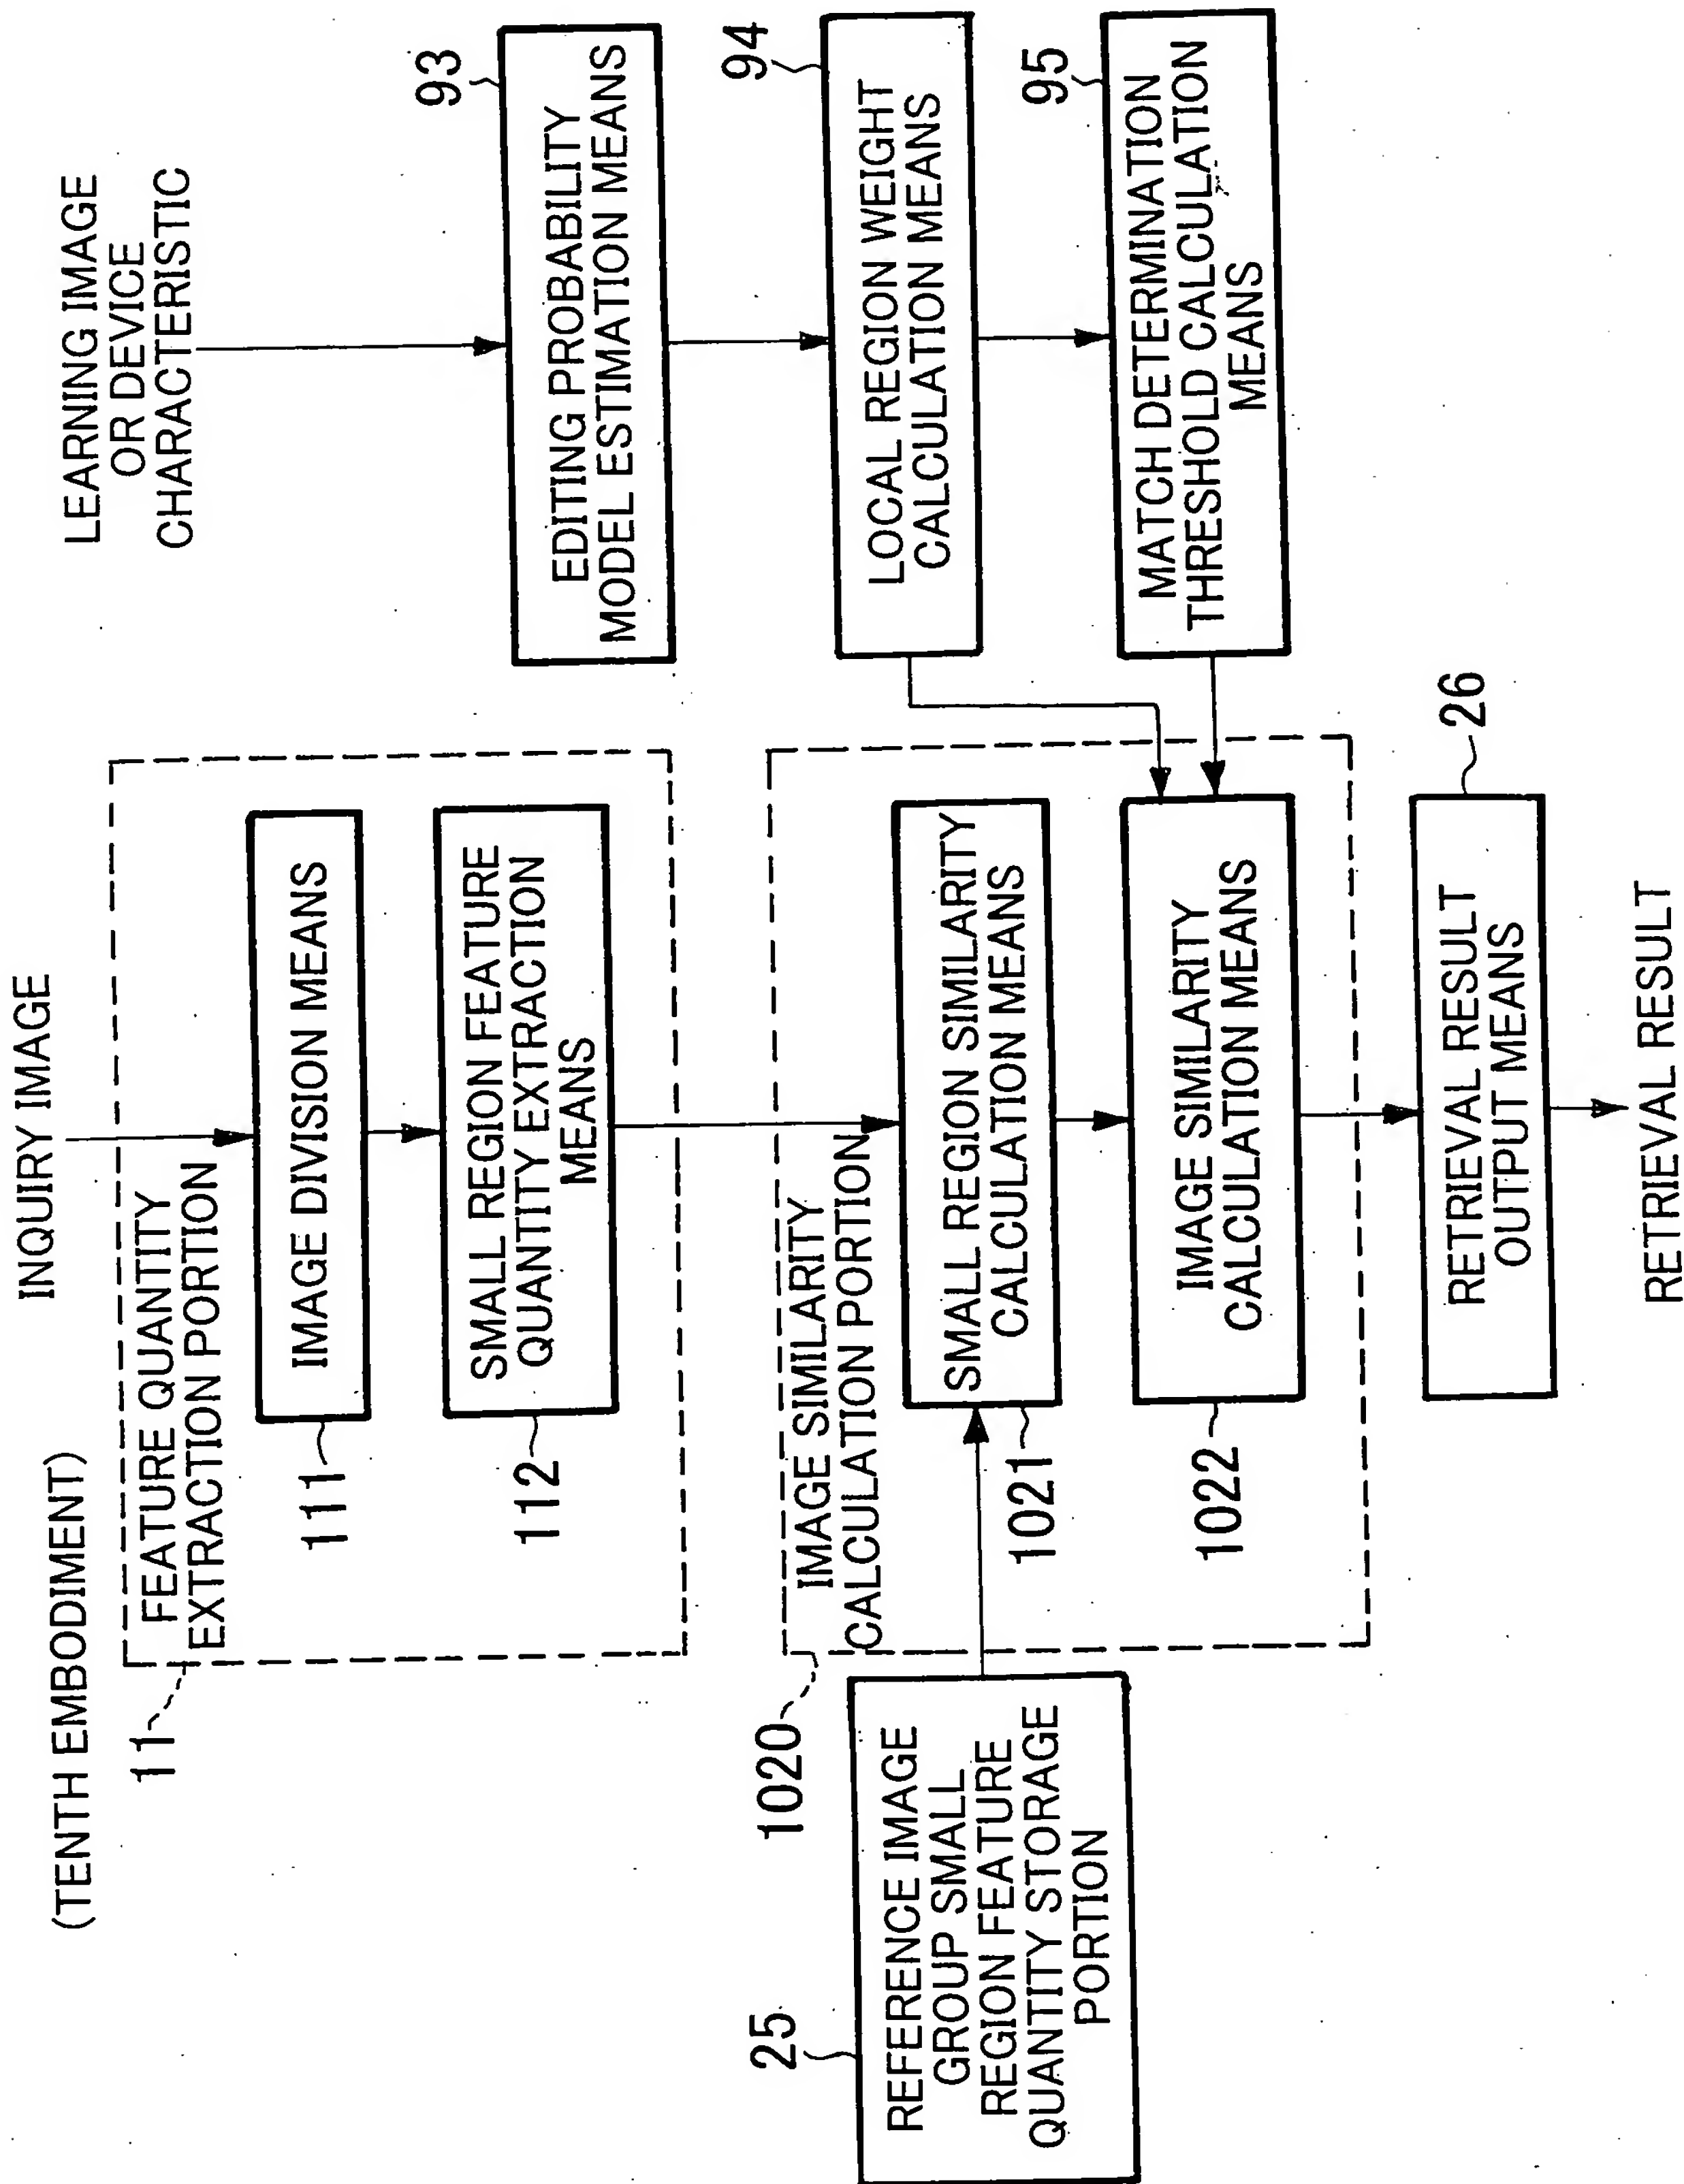 (TENTH EMBODIMENT)
INQUIRY IMAGE
LEARNING IMAGE
OR DEVICE
CHARACTERISTIC
11
FEATURE QUANTITY
EXTRACTION PORTION
111
IMAGE DIVISION MEANS
112
SMALL REGION FEATURE
QUANTITY EXTRACTION
MEANS
93
EDITING PROBABILITY
MODEL ESTIMATION MEANS
1020
IMAGE SIMILARITY
CALCULATION PORTION
25
REFERENCE IMAGE
GROUP SMALL
REGION FEATURE
QUANTITY STORAGE
PORTION
1021
SMALL REGION SIMILARITY
CALCULATION MEANS
94
LOCAL REGION WEIGHT
CALCULATION MEANS
1022
IMAGE SIMILARITY
CALCULATION MEANS
95
MATCH DETERMINATION
THRESHOLD CALCULATION
MEANS
26
RETRIEVAL RESULT
OUTPUT MEANS
RETRIEVAL RESULT